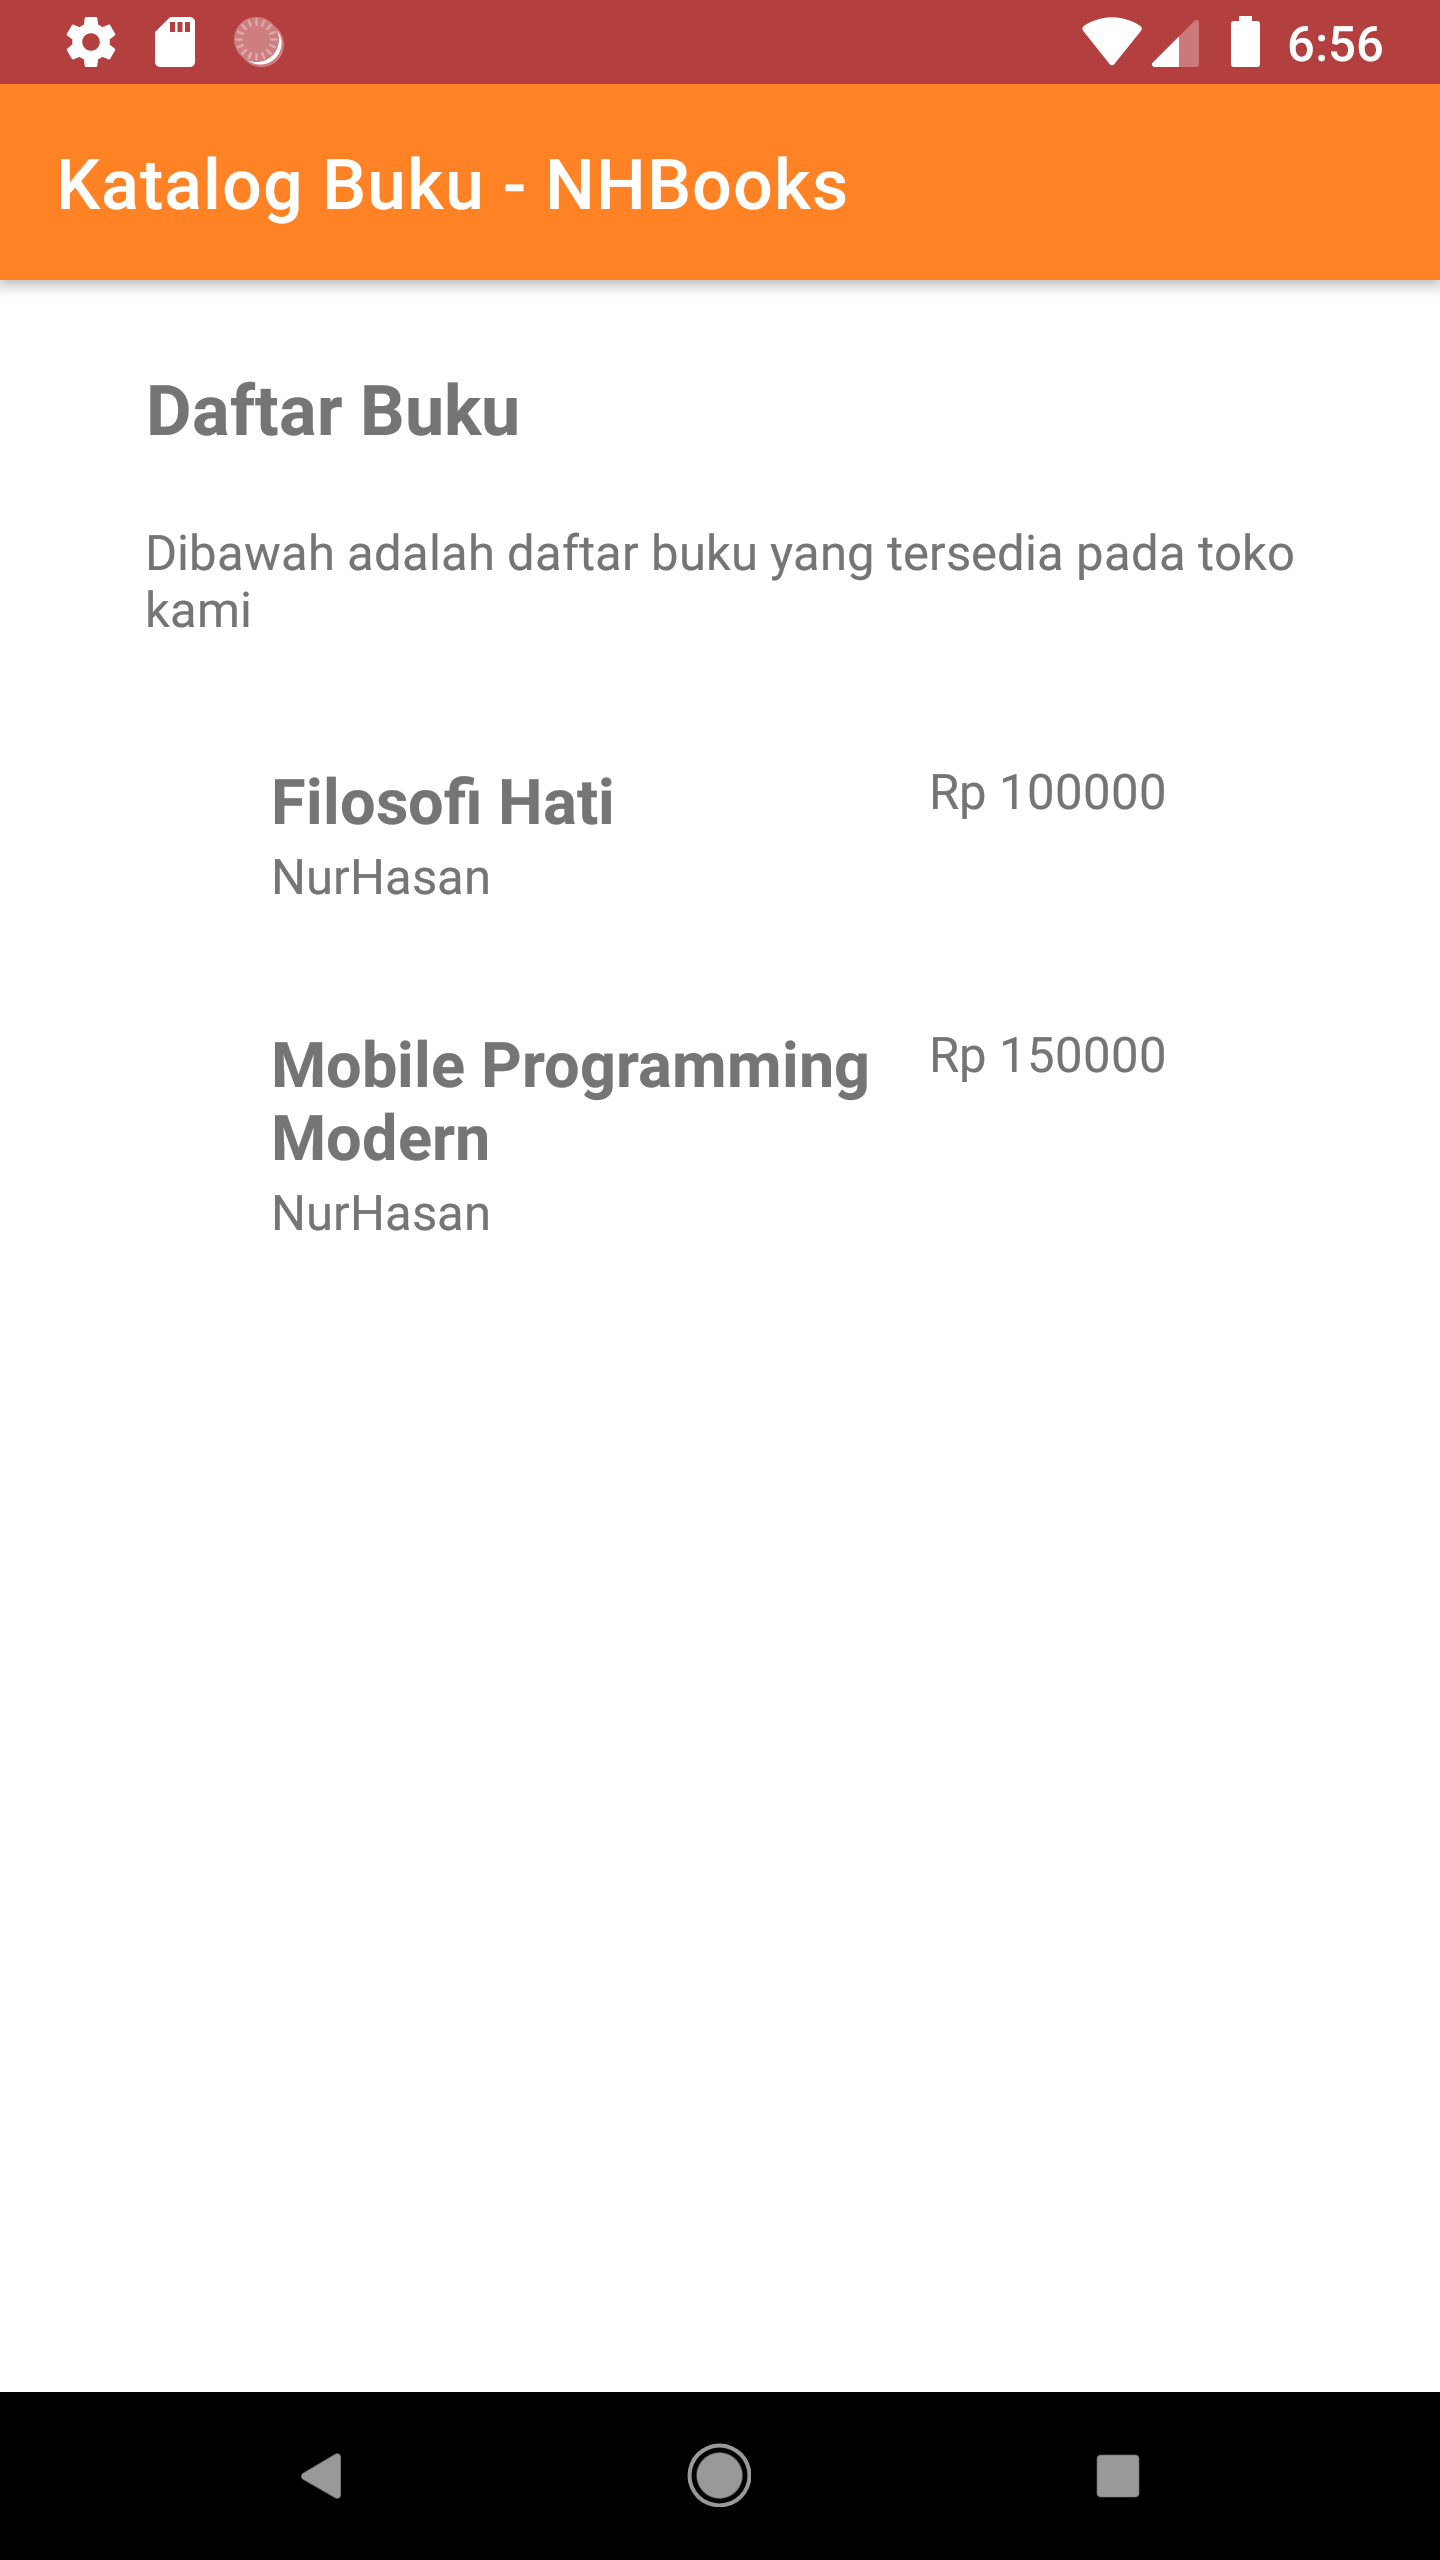 6:56
Katalog Buku - NHBooks
Daftar Buku
Dibawah adalah daftar buku yang tersedia pada toko
kami
Filosofi Hati
Rp 100000
NurHasan
Mobile Programming
Modern
Rp 150000
NurHasan